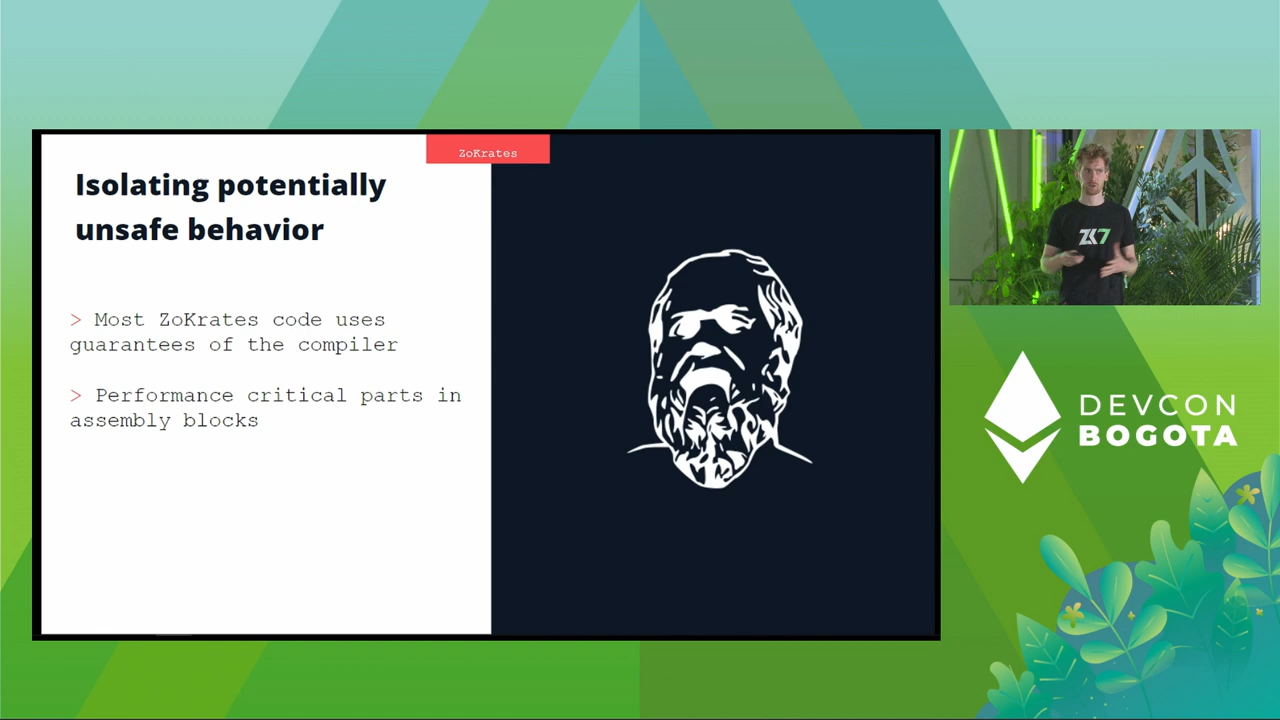 ZoKrates
Isolating potentially
unsafe behavior
> Most ZoKrates code uses
guarantees of the compiler
> Performance critical parts in
assembly blocks
ZK7
DEVCON
BOGOTA